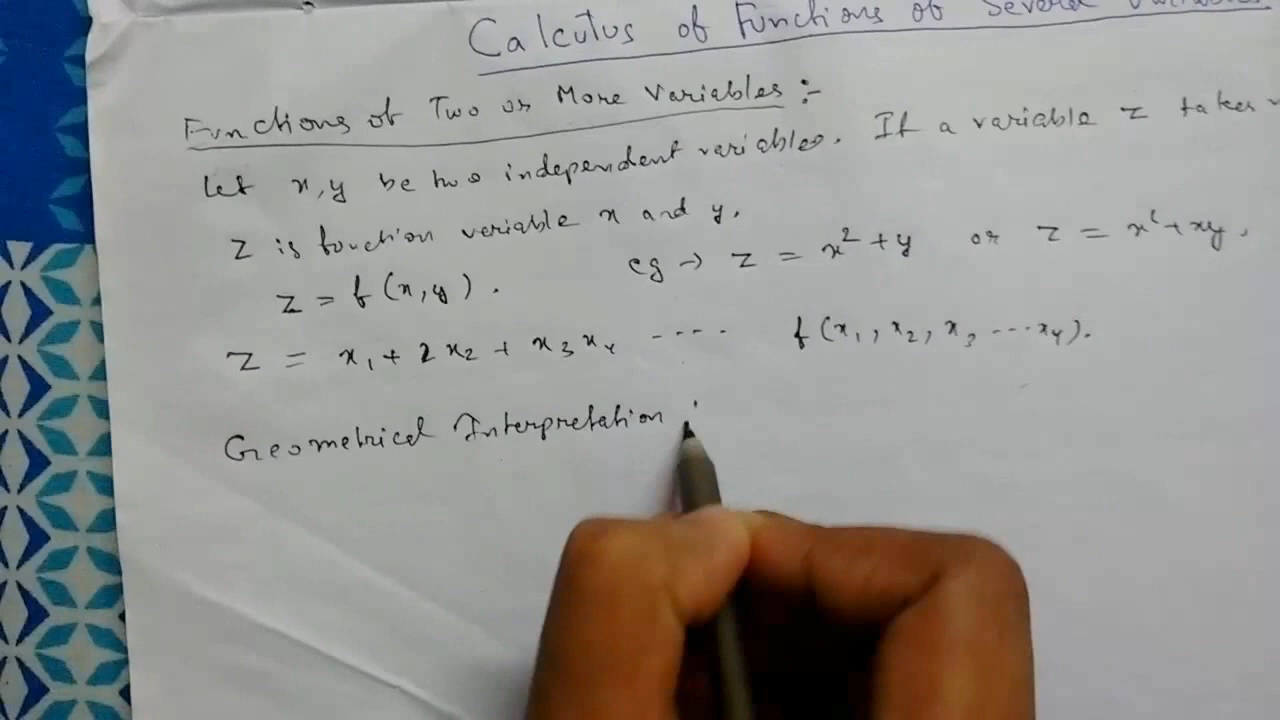 Calculus of Functions of Several Variables
Functions of Two or More Variables :-
Let x, y be two independent variables. If a variable z takes
z is function variable x and y.
z = f(x,y). eg → z = x² + y or z = x² + xy.
z = x₁ + 2x₂ + x₃x₄ ---- f(x₁, x₂, x₃ ---x₄).
Geometrical Interpretation :